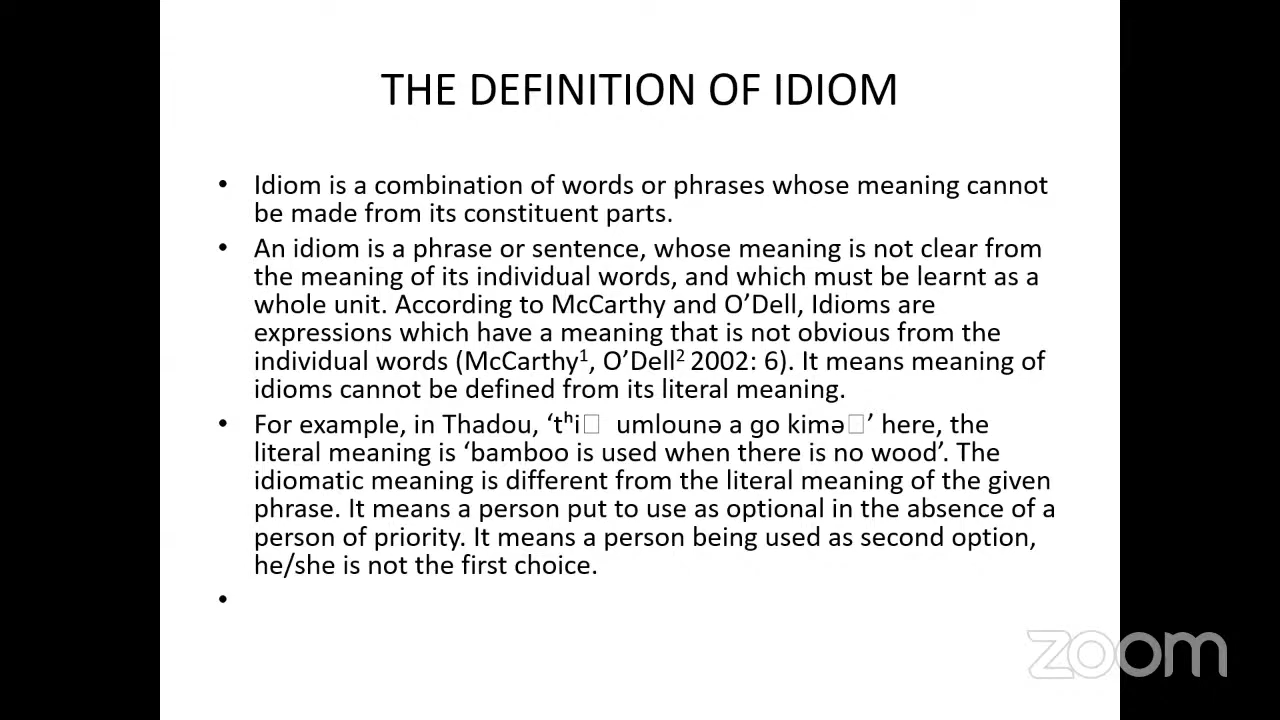 THE DEFINITION OF IDIOM
• Idiom is a combination of words or phrases whose meaning cannot
be made from its constituent parts.
• An idiom is a phrase or sentence, whose meaning is not clear from
the meaning of its individual words, and which must be learnt as a
whole unit. According to McCarthy and O’Dell, Idioms are
expressions which have a meaning that is not obvious from the
individual words (McCarthy¹, O’Dell² 2002: 6). It means meaning of
idioms cannot be defined from its literal meaning.
• For example, in Thadou, ‘tʰi□ umlounə a go kimə□’ here, the
literal meaning is ‘bamboo is used when there is no wood’. The
idiomatic meaning is different from the literal meaning of the given
phrase. It means a person put to use as optional in the absence of a
person of priority. It means a person being used as second option,
he/she is not the first choice.
•
zoom